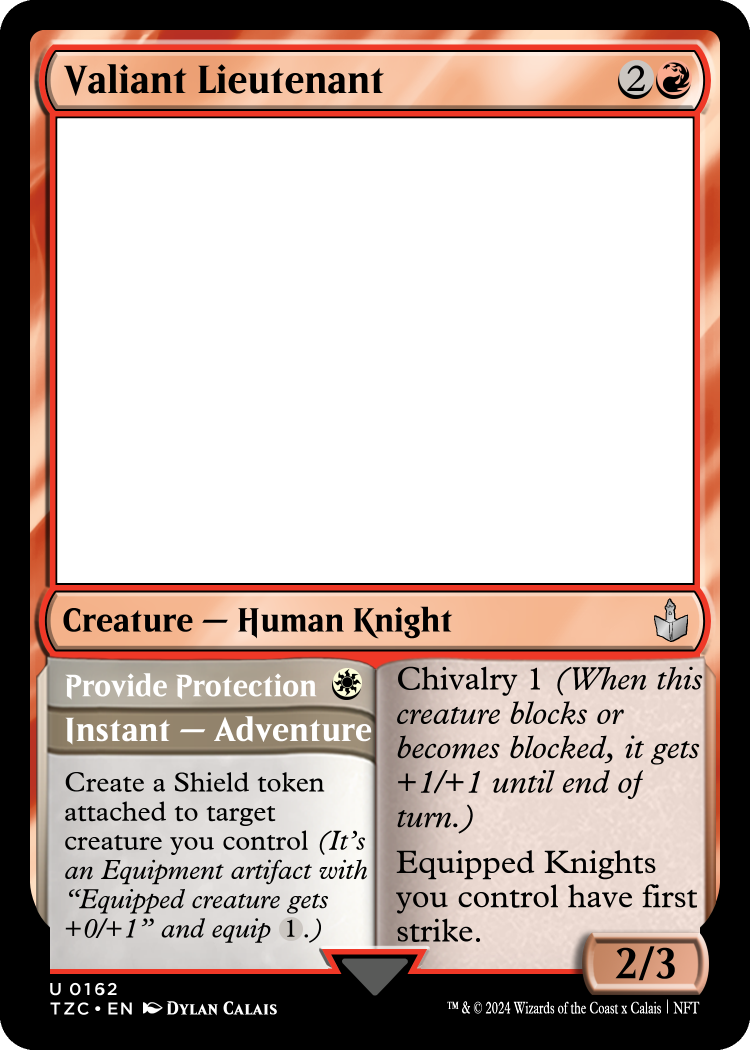 Valiant Lieutenant 2
Creature — Human Knight
Provide Protection
Instant — Adventure
Create a Shield token
attached to target
creature you control (It's
an Equipment artifact with
“Equipped creature gets
+0/+1” and equip 1.)
Chivalry 1 (When this
creature blocks or
becomes blocked, it gets
+1/+1 until end of
turn.)
Equipped Knights
you control have first
strike.
2/3
U 0162
TZC • EN DYLAN CALAIS
™ & © 2024 Wizards of the Coast x Calais | NFT